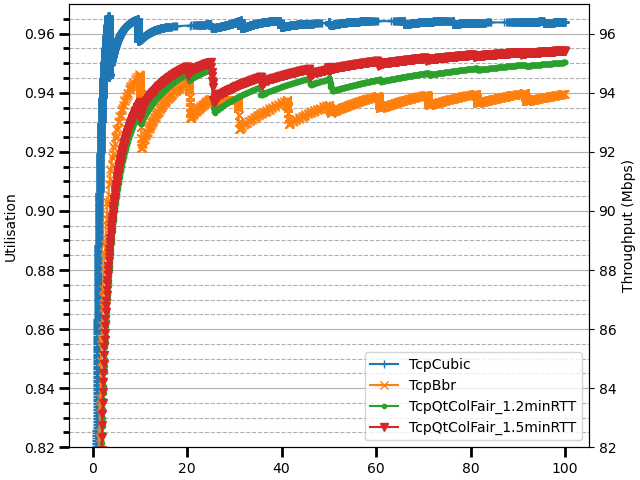 0.96
0.94
0.92
0.90
0.88
0.86
0.84
0.82
Utilisation
96
94
92
90
88
86
84
82
Throughput (Mbps)
TcpCubic
TcpBbr
TcpQtColFair_1.2minRTT
TcpQtColFair_1.5minRTT
0 20 40 60 80 100